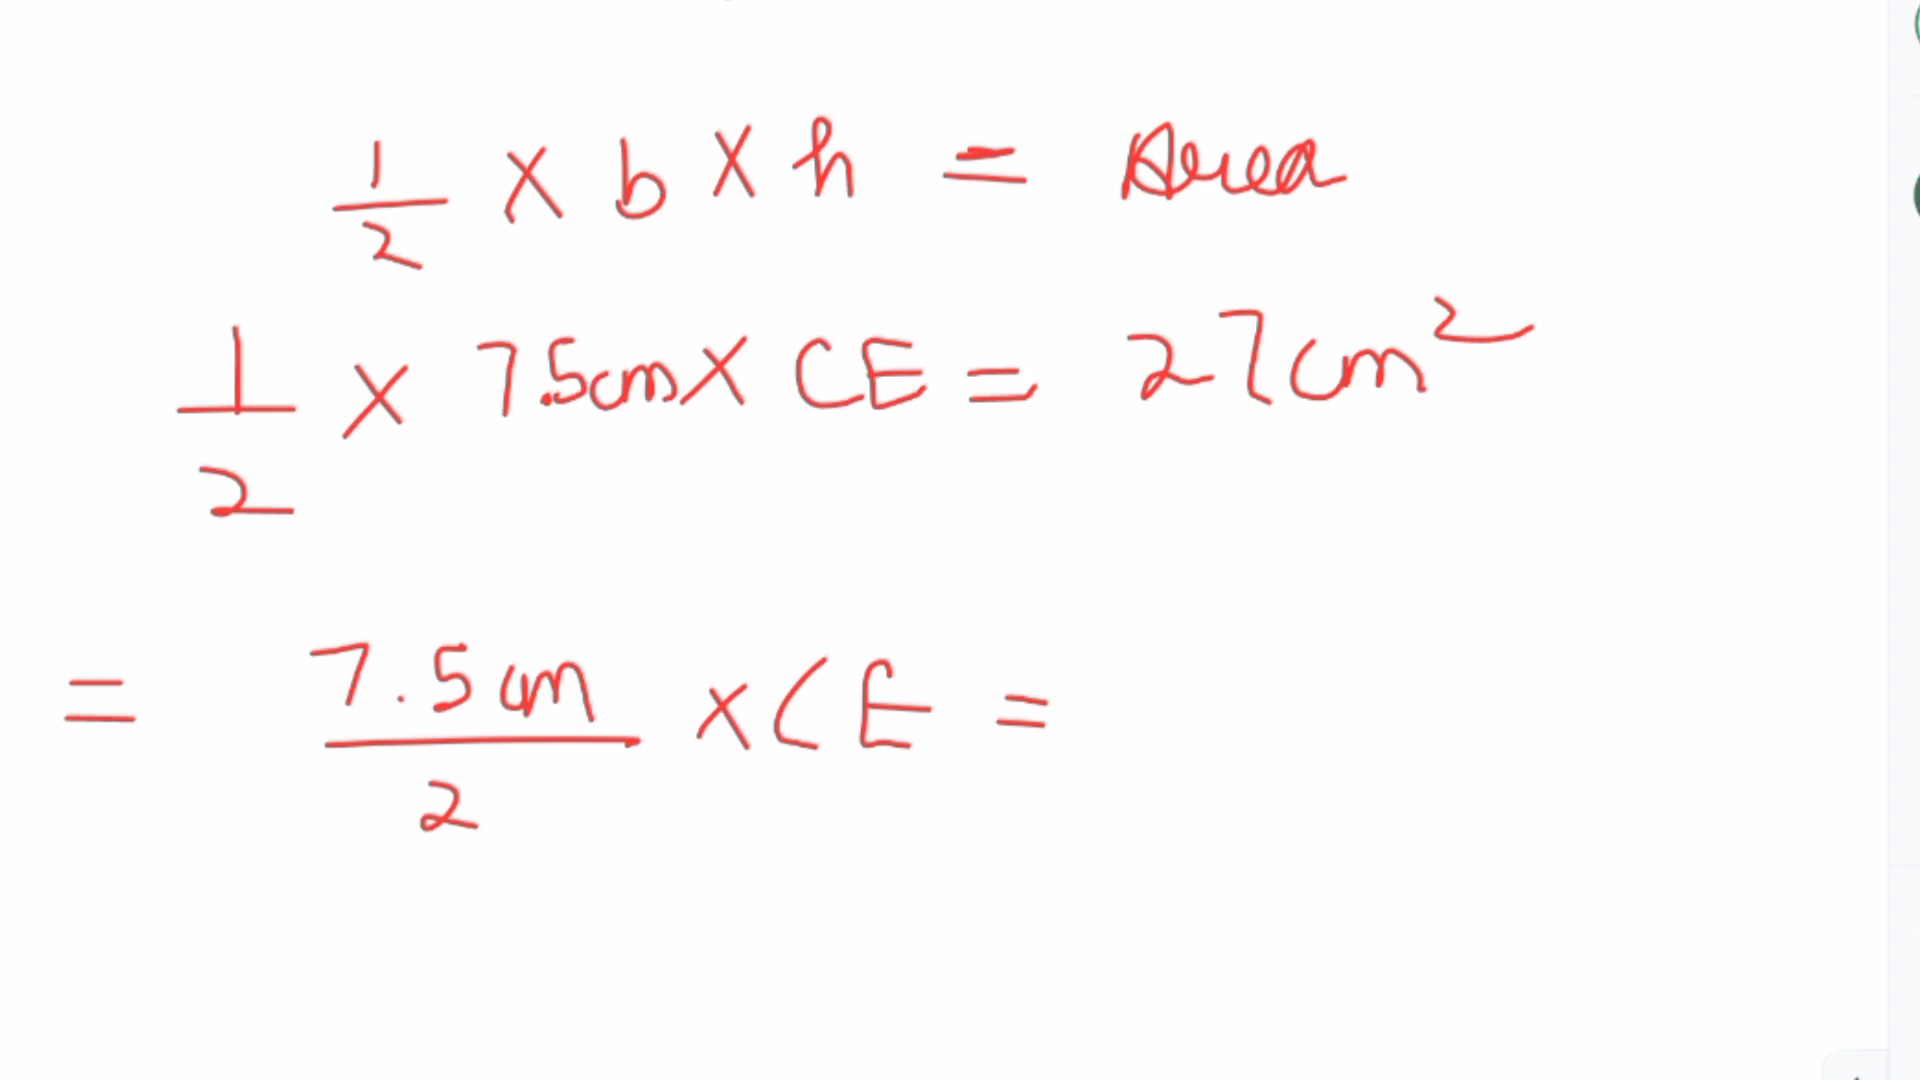 1/2 × b × h = Area
1/2 × 7.5cm × CE = 27cm²
= 7.5cm/2 × CE =